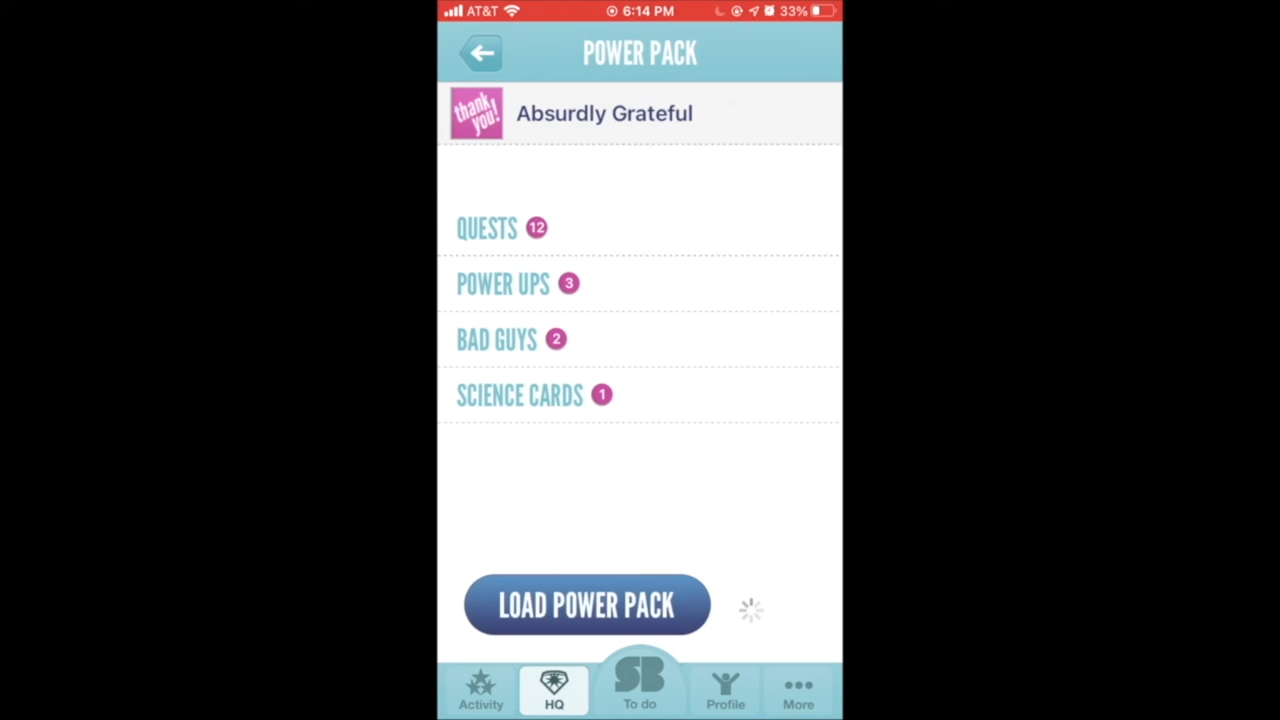 AT&T 6:14 PM 33%
POWER PACK
thank you! Absurdly Grateful
QUESTS 12
POWER UPS 3
BAD GUYS 2
SCIENCE CARDS 1
LOAD POWER PACK
SB
Activity HQ To do Profile More